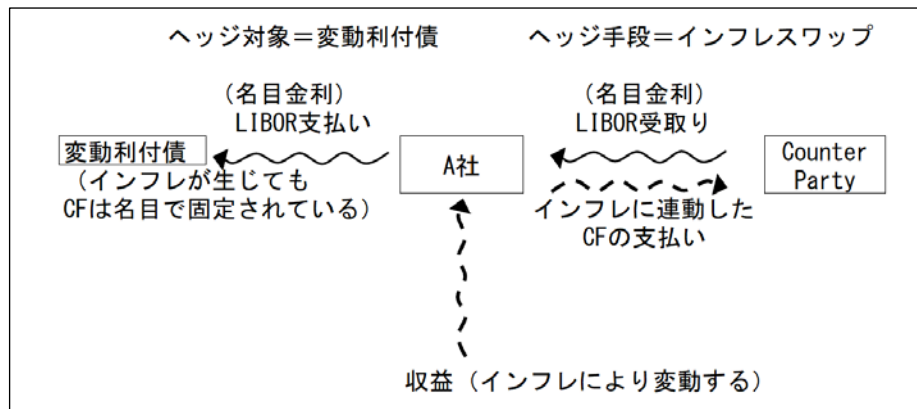 ヘッジ対象＝変動利付債
ヘッジ手段＝インフレスワップ
（名目金利）
LIBOR支払い
（名目金利）
LIBOR受取り
変動利付債
（インフレが生じても
CFは名目で固定されている）
A社
Counter
Party
インフレに連動した
CFの支払い
収益（インフレにより変動する）